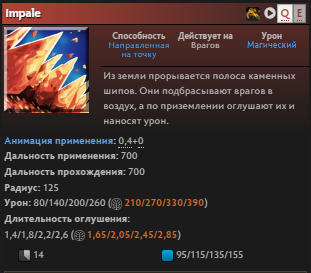 Impale
Q E
Способность Действует на Урон
Направленная на точку Врагов Магический
Из земли прорывается полоса каменных
шипов. Они подбрасывают врагов в
воздух, а по приземлении оглушают их и
наносят урон.
Анимация применения: 0,4+0
Дальность применения: 700
Дальность прохождения: 700
Радиус: 125
Урон: 80/140/200/260 ( 210/270/330/390)
Длительность оглушения:
1,4/1,8/2,2/2,6 ( 1,65/2,05/2,45/2,85)
14 95/115/135/155